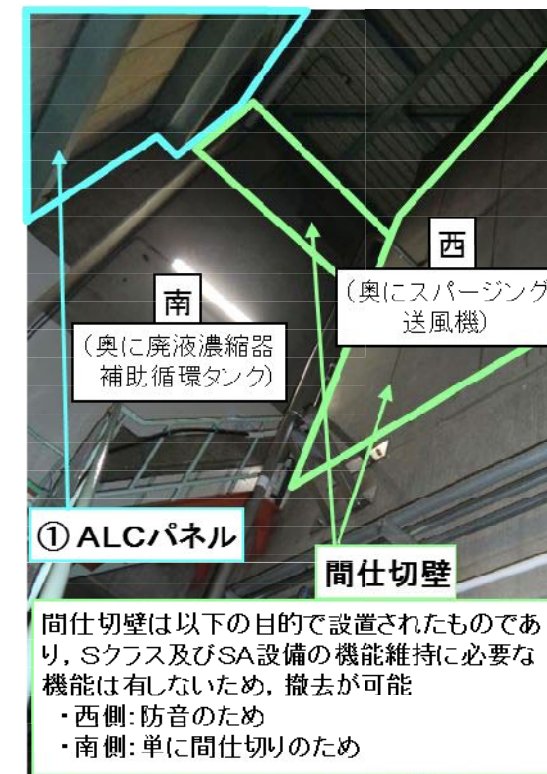 西
(奥にスパージング
送風機)
南
(奥に廃液濃縮器
補助循環タンク)
① ALCパネル
間仕切壁
間仕切壁は以下の目的で設置されたものであ
り，Sクラス及びSA設備の機能維持に必要な
機能は有しないため，撤去が可能
・西側：防音のため
・南側：単に間仕切りのため